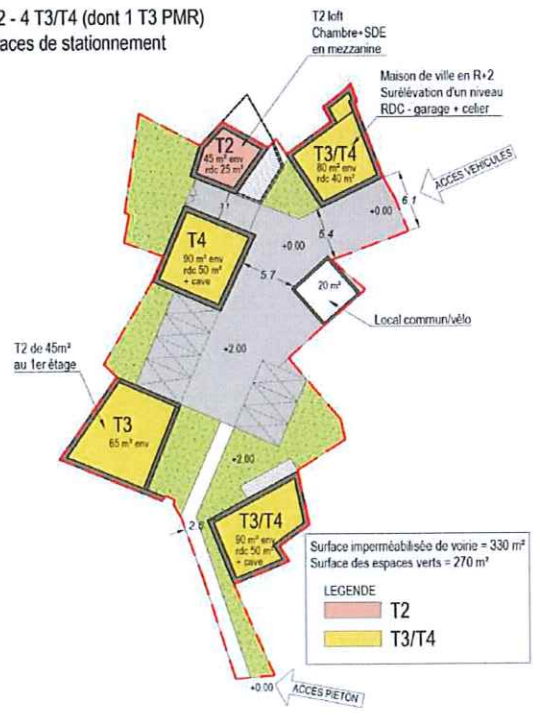 2 - 4 T3/T4 (dont 1 T3 PMR)
aces de stationnement
T2 loft
Chambre+SDE
en mezzanine
Maison de ville en R+2
Surélévation d'un niveau
RDC - garage + celier
T2
45 m² env
rdc 25 m²
T3/T4
80 m² env
rdc 40 m²
ACCES VEHICULES
6.1
+0.00
11
5.4
+0.00
T4
90 m² env
rdc 50 m²
+ cave
5.7
20 m²
Local commun/vélo
+2.00
T2 de 45m²
au 1er étage
T3
65 m² env
+2.00
T3/T4
90 m² env
rdc 50 m²
+ cave
Surface imperméabilisée de voirie = 330 m²
Surface des espaces verts = 270 m²
LEGENDE
T2
T3/T4
+0.00
ACCES PIETON